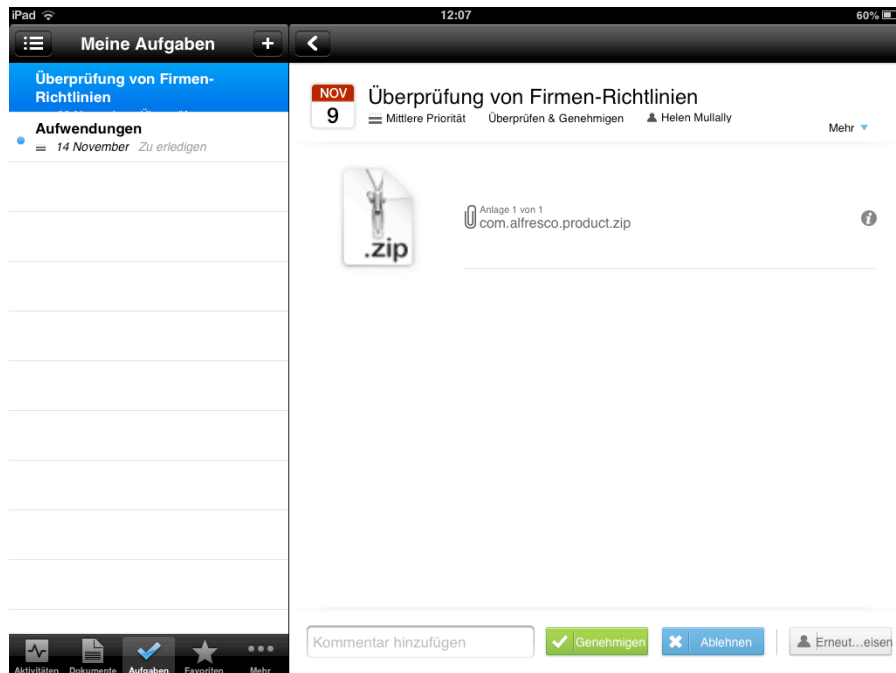 iPad
12:07
60%
Meine Aufgaben
+
Überprüfung von Firmen-
Richtlinien
Aufwendungen
14 November Zu erledigen
NOV
9
Überprüfung von Firmen-Richtlinien
Mittlere Priorität Überprüfen & Genehmigen Helen Mullally
Mehr
.zip
Anlage 1 von 1
com.alfresco.product.zip
Kommentar hinzufügen
Genehmigen
Ablehnen
Erneut...eisen
Aktivitäten Dokumente Aufgaben Favoriten Mehr